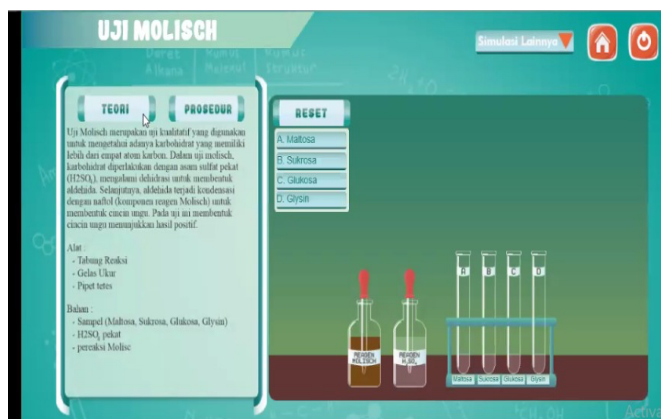 UJI MOLISCH
Simulasi Lainnya
TEORI
PROSEDUR
Uji Molisch merupakan uji kualitatif yang digunakan
untuk mengetahui adanya karbohidrat yang memiliki
lebih dari empat atom karbon. Dalam uji molisch,
karbohidrat diperlakukan dengan asam sulfat pekat
(H2SO₄), mengalami dehidrasi untuk membentuk
aldehida. Selanjutnya, aldehida terjadi kondensasi
dengan naftol (komponen reagen Molisch) untuk
membentuk cincin ungu. Pada uji ini membentuk
cincin ungu menunjukkan hasil positif.
Alat :
- Tabung Reaksi
- Gelas Ukur
- Pipet tetes
Bahan :
- Sampel (Maltosa, Sukrosa, Glukosa, Glysin)
- H2SO₄ pekat
- pereaksi Molisc
RESET
A. Maltosa
B. Sukrosa
C. Glukosa
D. Glysin
REAGEN
MOLISCH
REAGEN
H₂SO₄
A B C D
Maltosa Sukrosa Glukosa Glysin